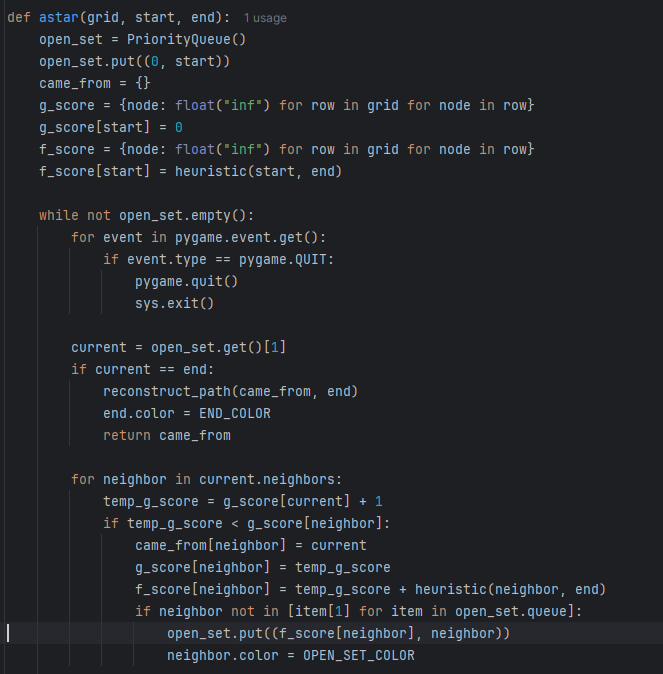 def astar(grid, start, end): 1 usage
    open_set = PriorityQueue()
    open_set.put((0, start))
    came_from = {}
    g_score = {node: float("inf") for row in grid for node in row}
    g_score[start] = 0
    f_score = {node: float("inf") for row in grid for node in row}
    f_score[start] = heuristic(start, end)

    while not open_set.empty():
        for event in pygame.event.get():
            if event.type == pygame.QUIT:
                pygame.quit()
                sys.exit()

        current = open_set.get()[1]
        if current == end:
            reconstruct_path(came_from, end)
            end.color = END_COLOR
            return came_from

        for neighbor in current.neighbors:
            temp_g_score = g_score[current] + 1
            if temp_g_score < g_score[neighbor]:
                came_from[neighbor] = current
                g_score[neighbor] = temp_g_score
                f_score[neighbor] = temp_g_score + heuristic(neighbor, end)
                if neighbor not in [item[1] for item in open_set.queue]:
                    open_set.put((f_score[neighbor], neighbor))
                    neighbor.color = OPEN_SET_COLOR